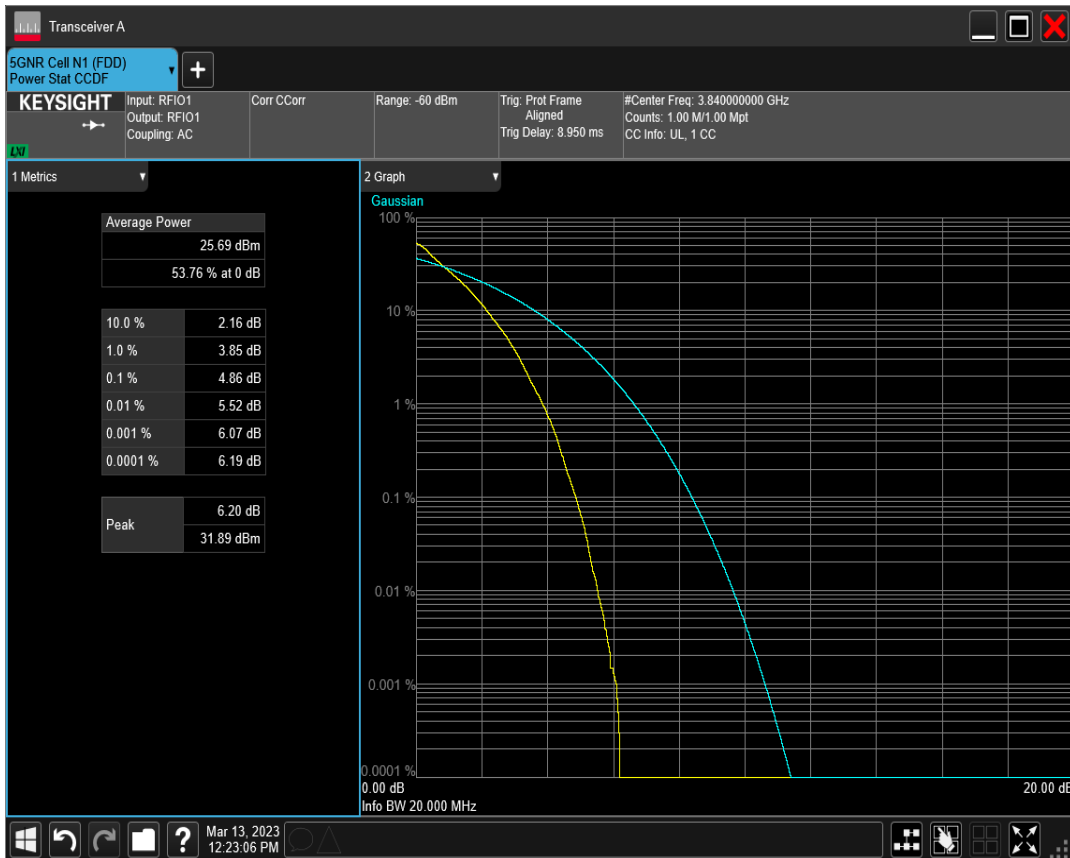 Transceiver A
5GNR Cell N1 (FDD)
Power Stat CCDF
KEYSIGHT
LXI
Input: RFIO1
Output: RFIO1
Coupling: AC
Corr CCorr
Range: -60 dBm
Trig: Prot Frame
Aligned
Trig Delay: 8.950 ms
#Center Freq: 3.840000000 GHz
Counts: 1.00 M/1.00 Mpt
CC Info: UL, 1 CC
1 Metrics
Average Power
25.69 dBm
53.76 % at 0 dB
10.0 % 2.16 dB
1.0 % 3.85 dB
0.1 % 4.86 dB
0.01 % 5.52 dB
0.001 % 6.07 dB
0.0001 % 6.19 dB
Peak 6.20 dB
31.89 dBm
2 Graph
Gaussian
100 %
10 %
1 %
0.1 %
0.01 %
0.001 %
0.0001 %
0.00 dB 20.00 dB
Info BW 20.000 MHz
? Mar 13, 2023
12:23:06 PM